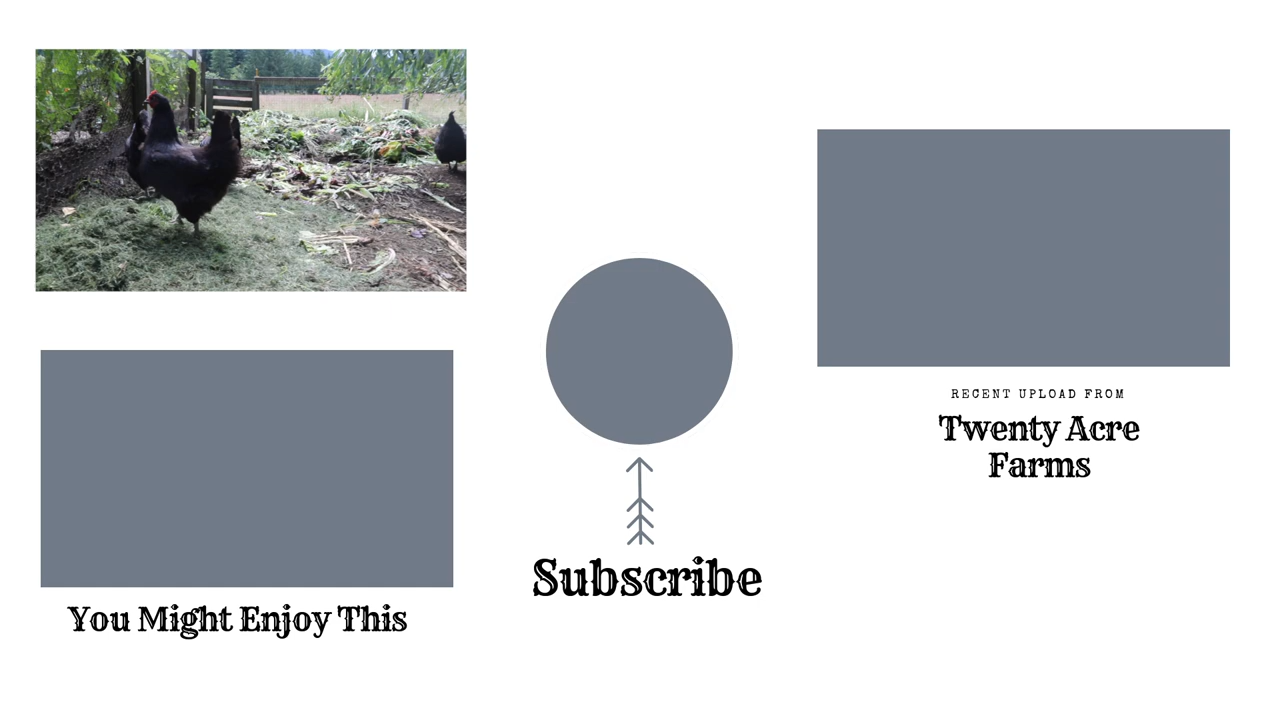 RECENT UPLOAD FROM
Twenty Acre
Farms
Subscribe
You Might Enjoy This